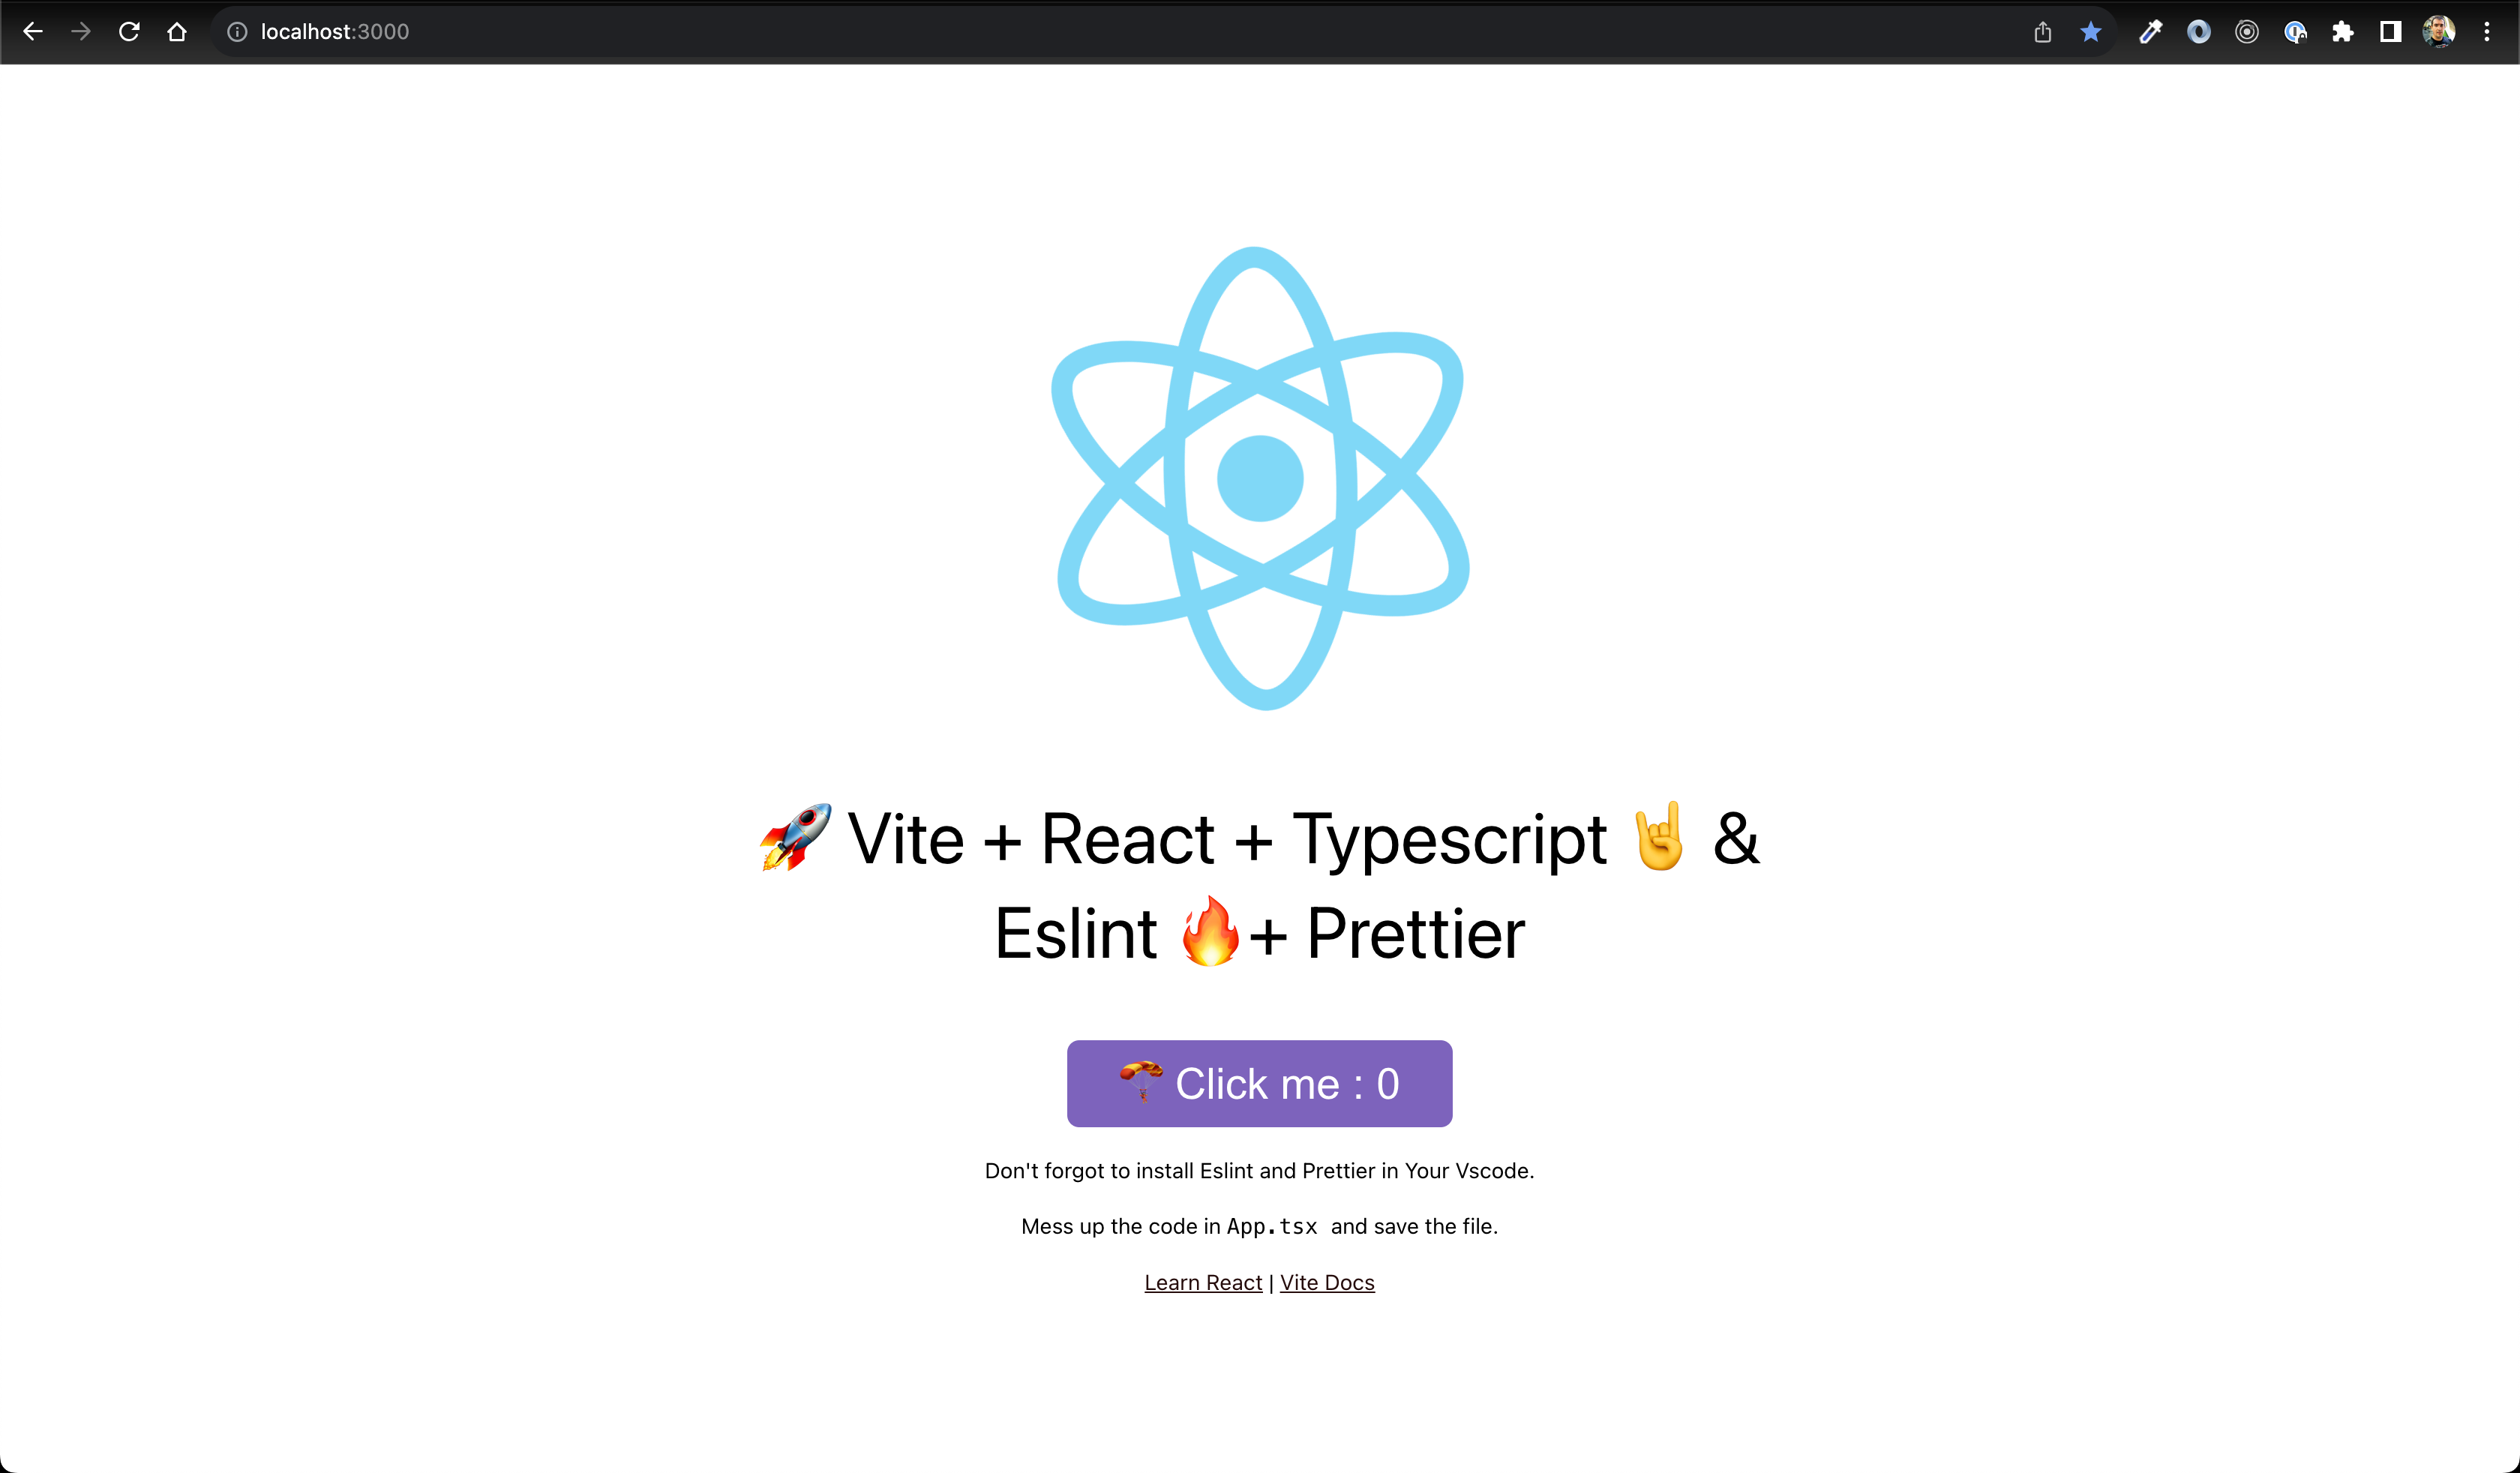 localhost:3000
🚀 Vite + React + Typescript 🤘 &
Eslint 🔥+ Prettier
🪂 Click me : 0
Don't forgot to install Eslint and Prettier in Your Vscode.
Mess up the code in App.tsx and save the file.
Learn React | Vite Docs